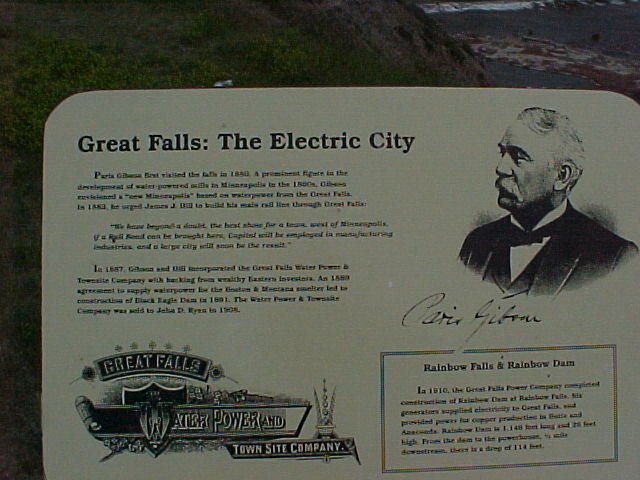 Great Falls: The Electric City
Paris Gibson first visited the falls in 1880. A prominent figure in the
development of water-powered mills in Minneapolis in the 1860s, Gibson
envisioned a "new Minneapolis" based on waterpower from the Great Falls.
In 1883, he urged James J. Hill to build his main rail line through Great Falls:
"We have beyond a doubt, the best show for a town, west of Minneapolis,
if a Rail Road can be brought here. Capital will be employed in manufacturing
industries, and a large city will soon be the result."
In 1887, Gibson and Hill incorporated the Great Falls Water Power &
Townsite Company with backing from wealthy Eastern investors. An 1889
agreement to supply waterpower for the Boston & Montana smelter led to
construction of Black Eagle Dam in 1891. The Water Power & Townsite
Company was sold to John D. Ryan in 1908.
Paris Gibson
GREAT FALLS
WATER POWER AND
TOWN SITE COMPANY.
Rainbow Falls & Rainbow Dam
In 1910, the Great Falls Power Company completed
construction of Rainbow Dam at Rainbow Falls. Six
generators supplied electricity to Great Falls, and
provided power for copper production in Butte and
Anaconda. Rainbow Dam is 1,146 feet long and 28 feet
high. From the dam to the powerhouse, ½ mile
downstream, there is a drop of 114 feet.